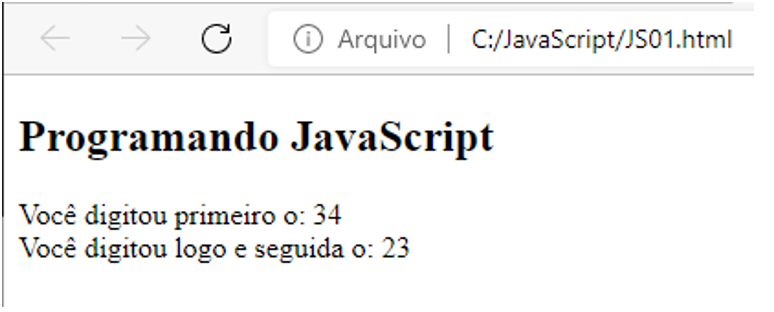 Arquivo | C:/JavaScript/JS01.html
Programando JavaScript
Você digitou primeiro o: 34
Você digitou logo e seguida o: 23